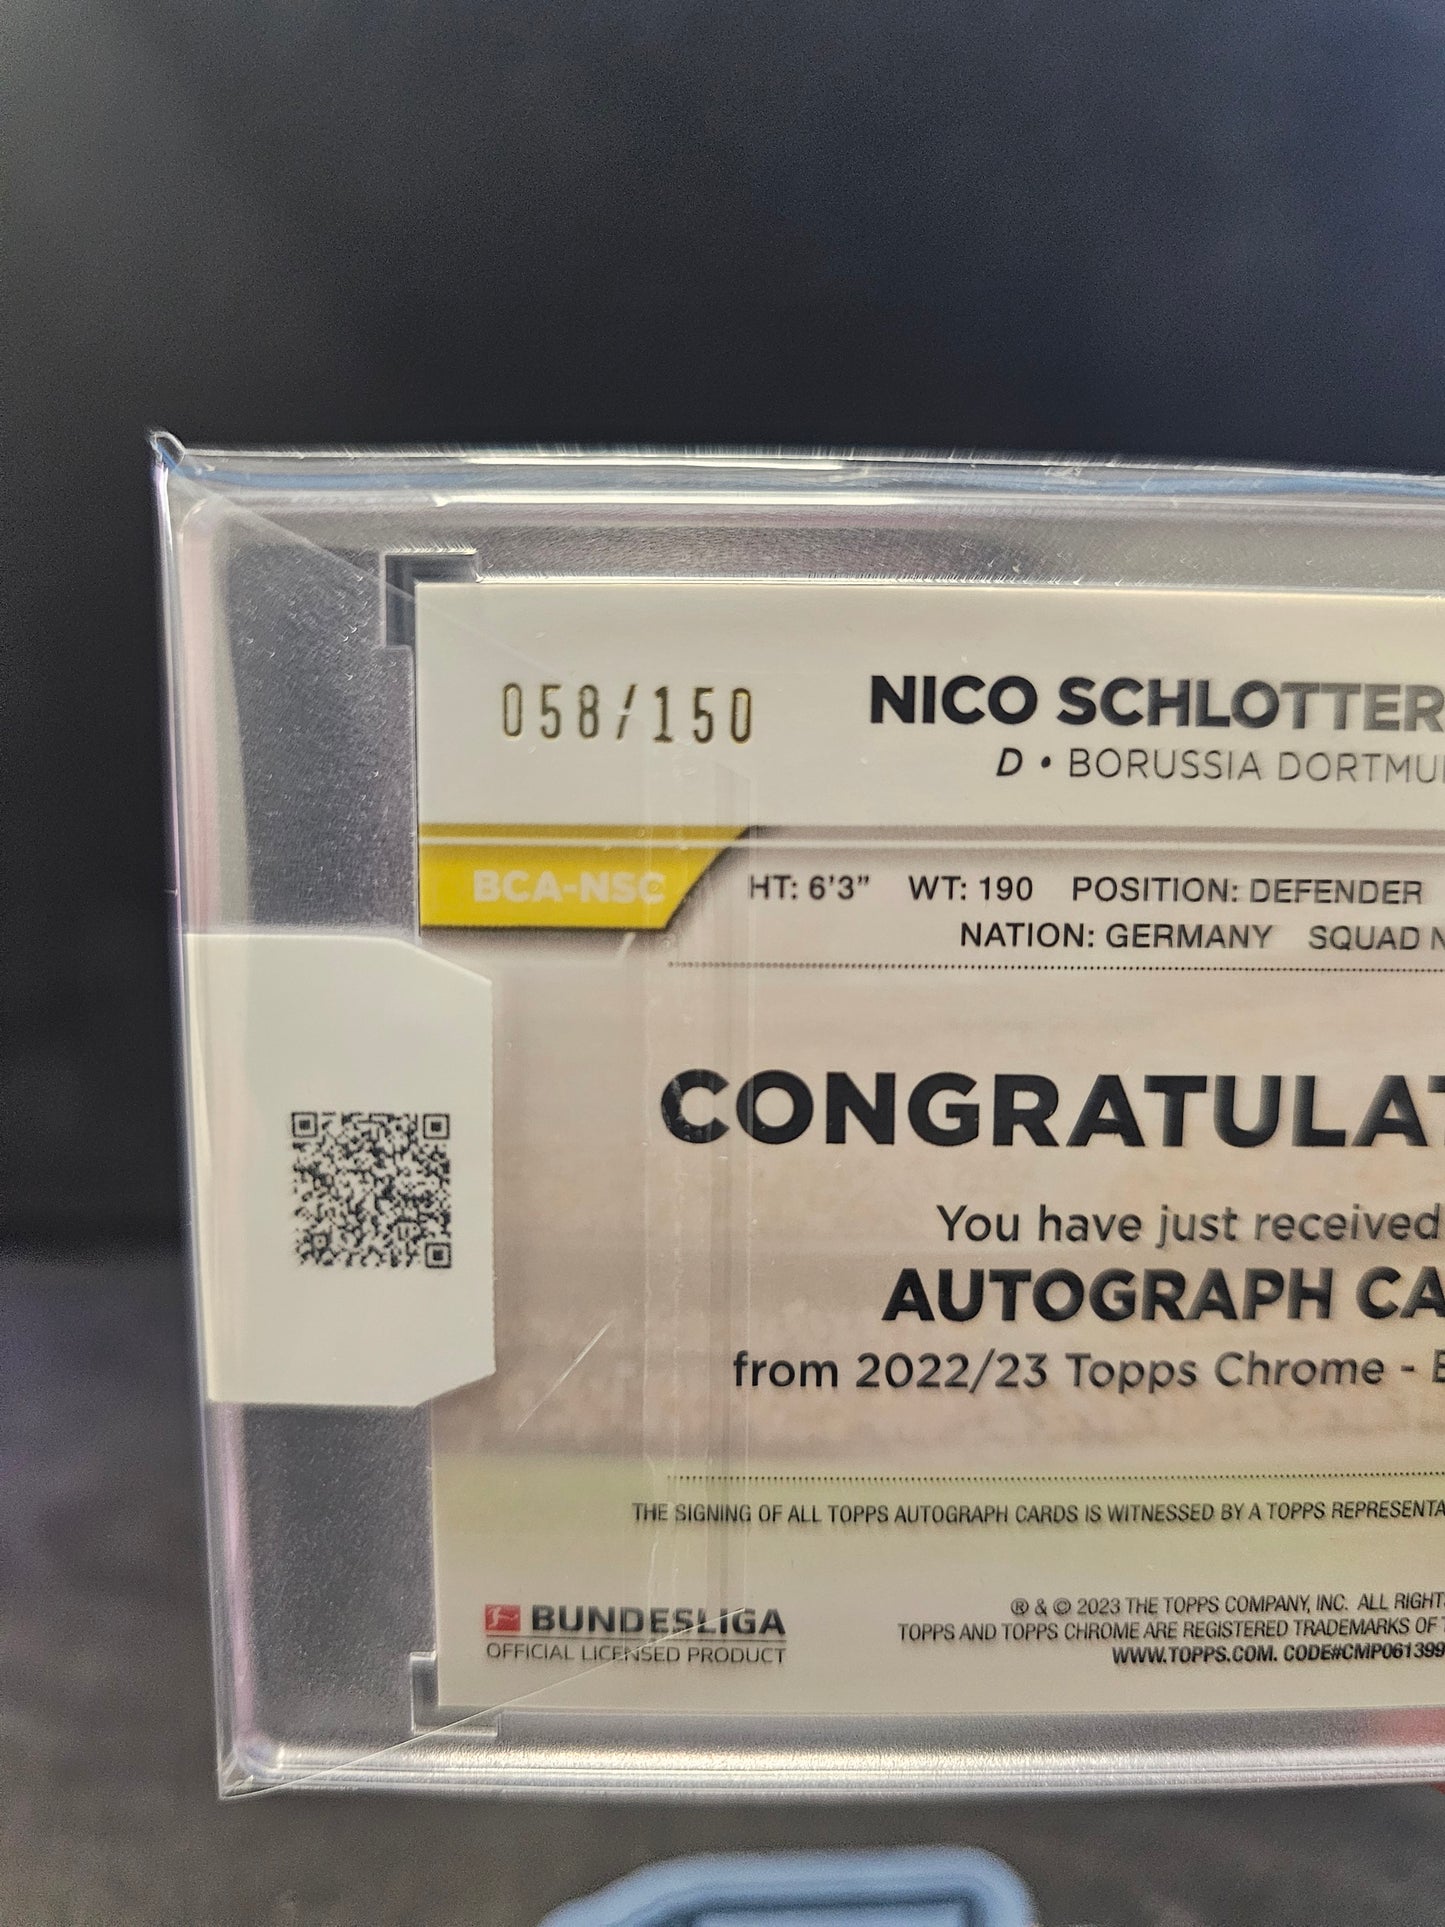 058/150
NICO SCHLOTTER
D • BORUSSIA DORTMU
BCA-NSC
HT: 6'3" WT: 190 POSITION: DEFENDER
NATION: GERMANY SQUAD N
CONGRATULAT
You have just received
AUTOGRAPH CA
from 2022/23 Topps Chrome - B
THE SIGNING OF ALL TOPPS AUTOGRAPH CARDS IS WITNESSED BY A TOPPS REPRESENTA
BUNDESLIGA
OFFICIAL LICENSED PRODUCT
® & © 2023 THE TOPPS COMPANY, INC. ALL RIGHT
TOPPS AND TOPPS CHROME ARE REGISTERED TRADEMARKS OF T
WWW.TOPPS.COM. CODE#CMP061399